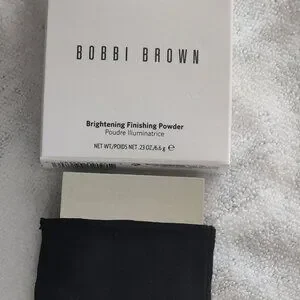 BOBBI BROWN
Brightening Finishing Powder
Poudre Illuminatrice
NET WT/POIDS NET .23 OZ/6.6 g ℮